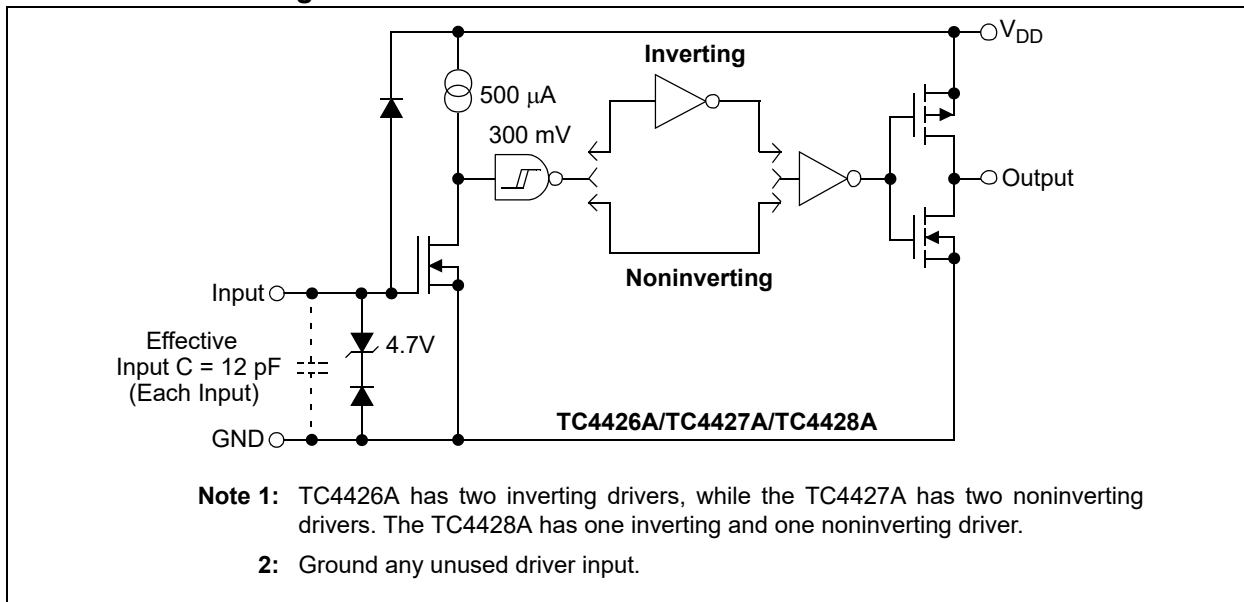 V_DD
Inverting
500 μA
300 mV
Output
Noninverting
Input
Effective
Input C = 12 pF
(Each Input)
4.7V
TC4426A/TC4427A/TC4428A
GND
Note 1: TC4426A has two inverting drivers, while the TC4427A has two noninverting
drivers. The TC4428A has one inverting and one noninverting driver.
2: Ground any unused driver input.